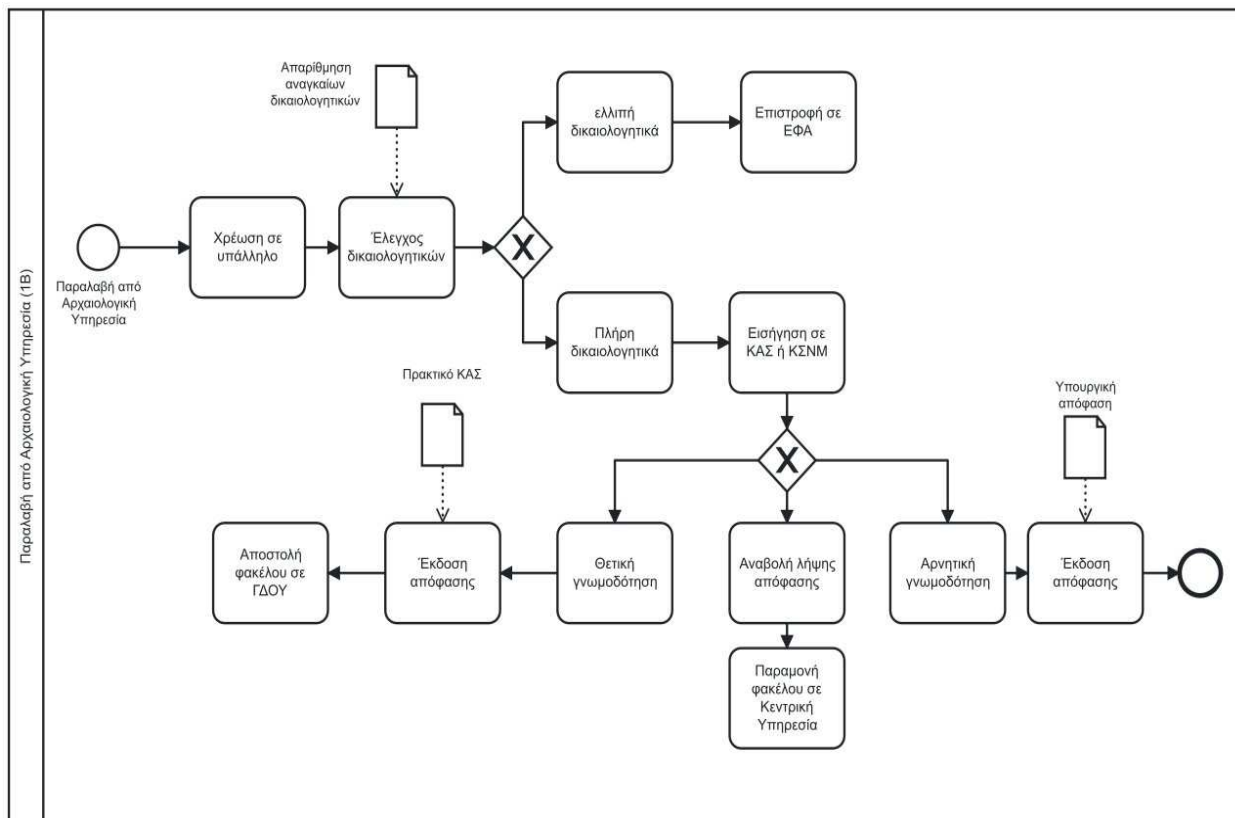 Παραλαβή από Αρχαιολογική Υπηρεσία (1Β)
Απαρίθμηση
αναγκαίων
δικαιολογητικών
ελλιπή
δικαιολογητικά
Επιστροφή σε
ΕΦΑ
Παραλαβή από
Αρχαιολογική
Υπηρεσία
Χρέωση σε
υπάλληλο
Έλεγχος
δικαιολογητικών
X
Πλήρη
δικαιολογητικά
Εισήγηση σε
ΚΑΣ ή ΚΣΝΜ
Πρακτικό ΚΑΣ
Υπουργική
απόφαση
X
Αποστολή
φακέλου σε
ΓΔΟΥ
Έκδοση
απόφασης
Θετική
γνωμοδότηση
Αναβολή λήψης
απόφασης
Αρνητική
γνωμοδότηση
Έκδοση
απόφασης
Παραμονή
φακέλου σε
Κεντρική
Υπηρεσία